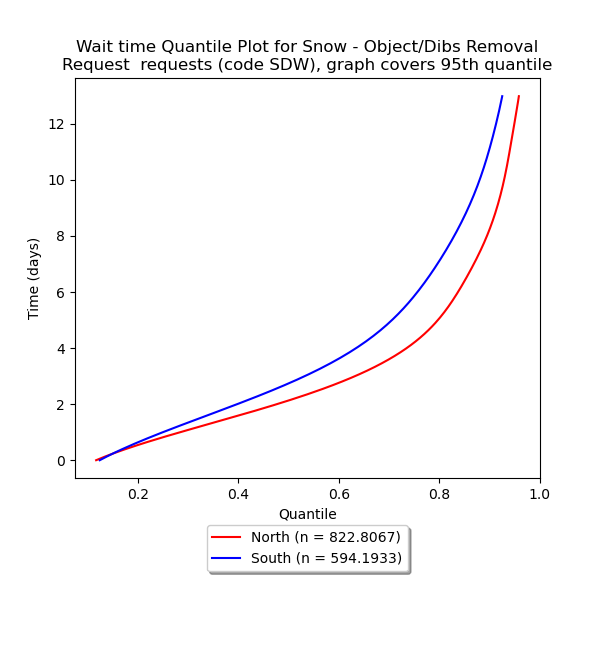 Wait time Quantile Plot for Snow - Object/Dibs Removal
Request  requests (code SDW), graph covers 95th quantile
12
10
8
6
4
2
0
Time (days)
0.2 0.4 0.6 0.8 1.0
Quantile
North (n = 822.8067)
South (n = 594.1933)